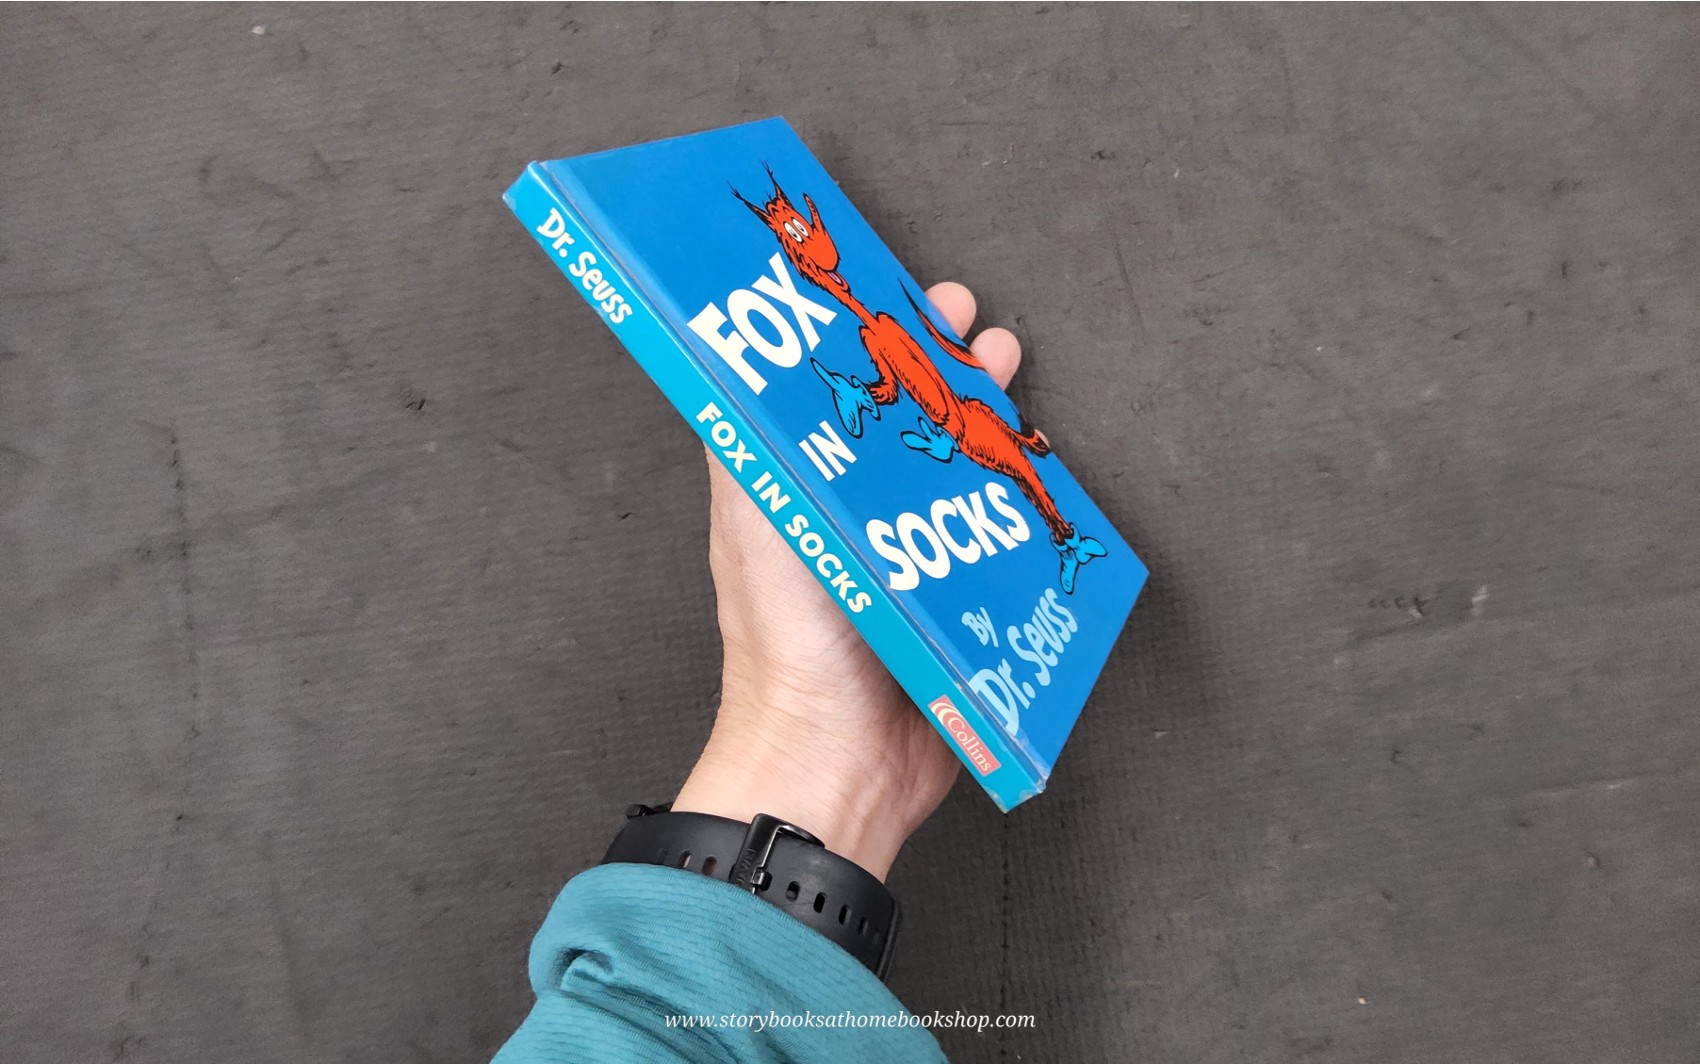 Dr. Seuss FOX IN SOCKS Collins
FOX
IN
SOCKS
By
Dr. Seuss
www.storybooksathomebookshop.com